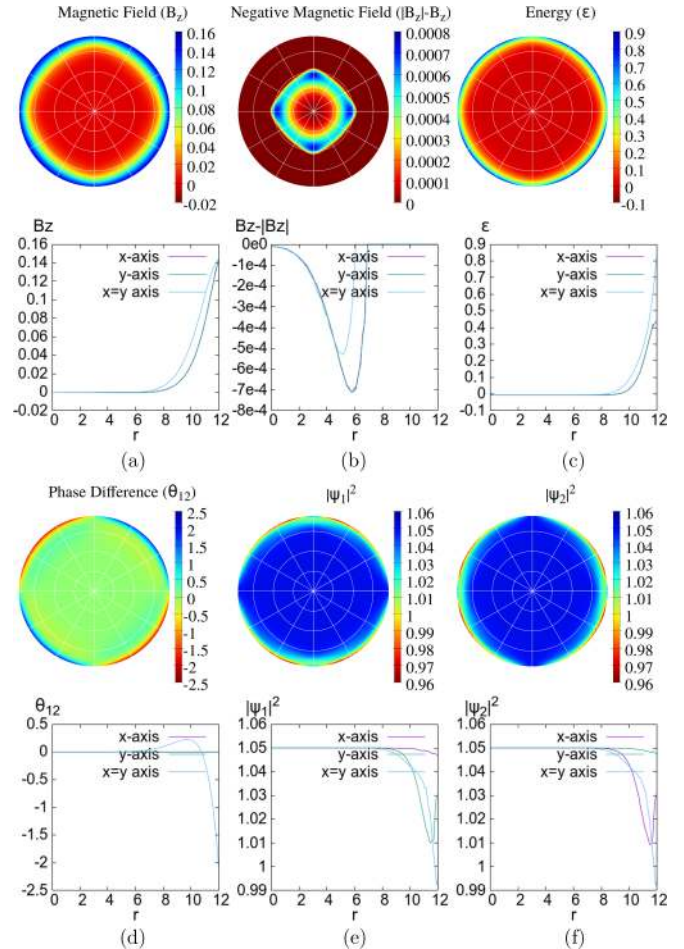 Magnetic Field (B_z)
0.16
0.14
0.12
0.1
0.08
0.06
0.04
0.02
0
-0.02
Negative Magnetic Field (|B_z|-B_z)
0.0008
0.0007
0.0006
0.0005
0.0004
0.0003
0.0002
0.0001
0
Energy (ε)
0.9
0.8
0.7
0.6
0.5
0.4
0.3
0.2
0.1
0
-0.1
Bz
0.16
0.14
0.12
0.1
0.08
0.06
0.04
0.02
0
-0.02
x-axis
y-axis
x=y axis
0 2 4 6 8 10 12
r
(a)
Bz-|Bz|
0e0
-1e-4
-2e-4
-3e-4
-4e-4
-5e-4
-6e-4
-7e-4
-8e-4
x-axis
y-axis
x=y axis
0 2 4 6 8 10 12
r
(b)
ε
0.9
0.8
0.7
0.6
0.5
0.4
0.3
0.2
0.1
0
-0.1
x-axis
y-axis
x=y axis
0 2 4 6 8 10 12
r
(c)
Phase Difference (θ_12)
2.5
2
1.5
1
0.5
0
-0.5
-1
-1.5
-2
-2.5
|ψ_1|^2
1.06
1.05
1.04
1.03
1.02
1.01
1
0.99
0.98
0.97
0.96
|ψ_2|^2
1.06
1.05
1.04
1.03
1.02
1.01
1
0.99
0.98
0.97
0.96
θ_12
0.5
0
-0.5
-1
-1.5
-2
-2.5
x-axis
y-axis
x=y axis
0 2 4 6 8 10 12
r
(d)
|ψ_1|^2
1.06
1.05
1.04
1.03
1.02
1.01
1
0.99
x-axis
y-axis
x=y axis
0 2 4 6 8 10 12
r
(e)
|ψ_2|^2
1.06
1.05
1.04
1.03
1.02
1.01
1
0.99
x-axis
y-axis
x=y axis
0 2 4 6 8 10 12
r
(f)